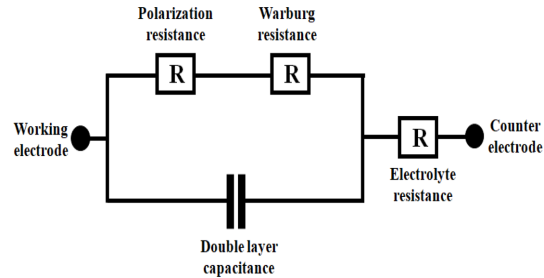 Polarization
resistance
Warburg
resistance
R
R
Working
electrode
R
Counter
electrode
Electrolyte
resistance
Double layer
capacitance